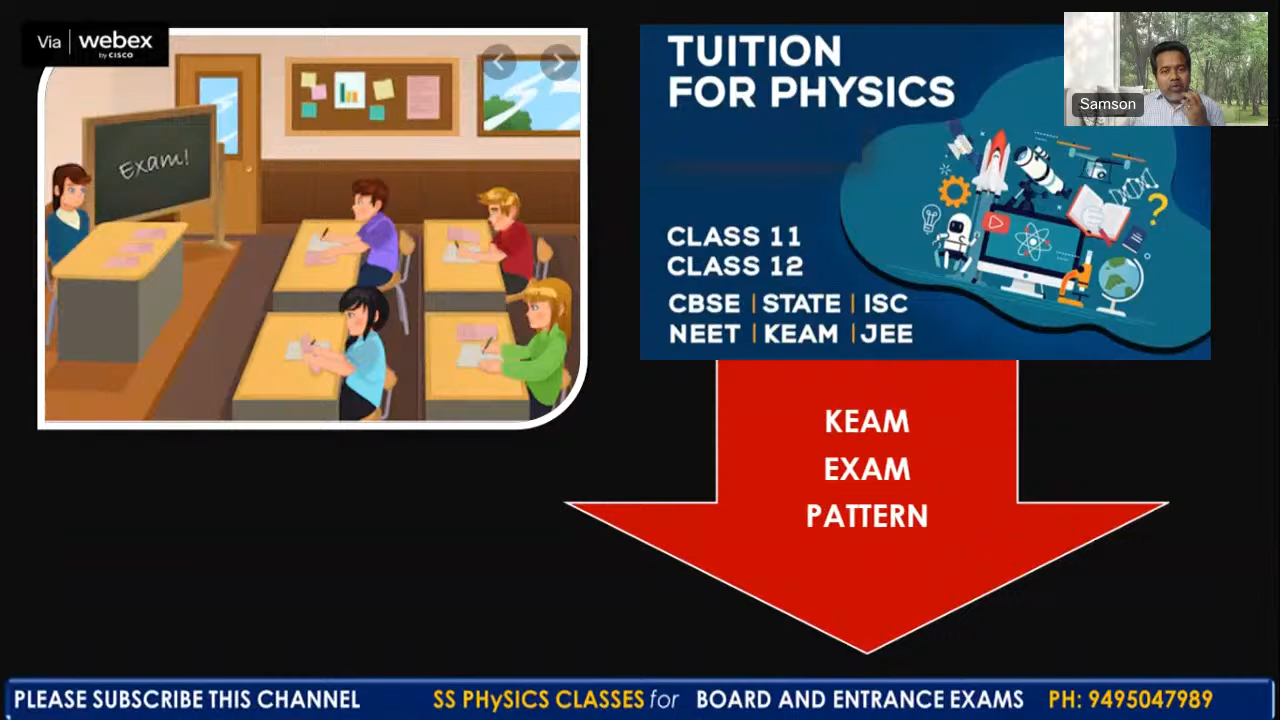 Via | webex
by CISCO
Exam!
TUITION
FOR PHYSICS
Samson
CLASS 11
CLASS 12
CBSE | STATE | ISC
NEET | KEAM | JEE
KEAM
EXAM
PATTERN
PLEASE SUBSCRIBE THIS CHANNEL SS PHySICS CLASSES for BOARD AND ENTRANCE EXAMS PH: 9495047989